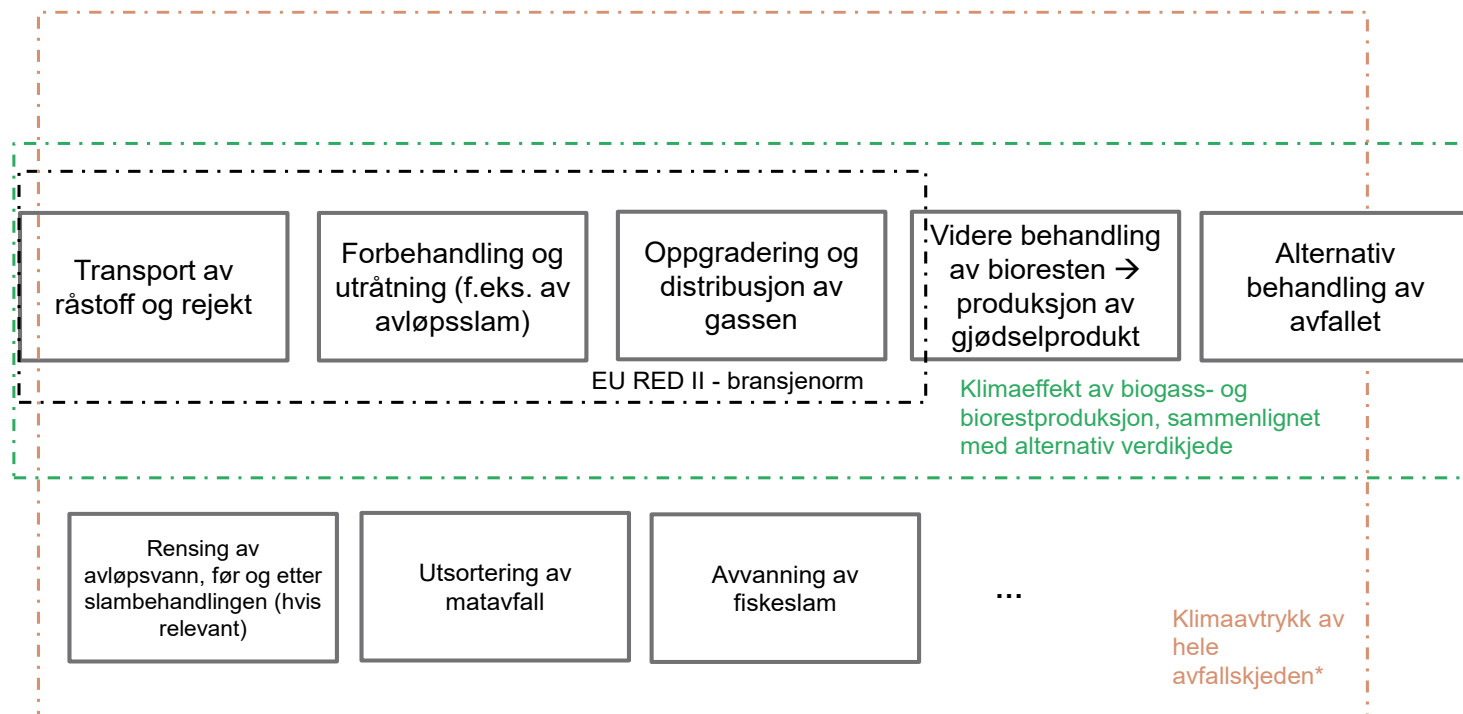 Transport av
råstoff og rejekt
Forbehandling og
utråtning (f.eks. av
avløpsslam)
Oppgradering og
distribusjon av
gassen
Videre behandling
av bioresten →
produksjon av
gjødselprodukt
Alternativ
behandling av
avfallet
EU RED II - bransjenorm
Klimaeffekt av biogass- og
biorestproduksjon, sammenlignet
med alternativ verdikjede
Rensing av
avløpsvann, før og etter
slambehandlingen (hvis
relevant)
Utsortering av
matavfall
Avvanning av
fiskeslam
...
Klimaavtrykk av
hele
avfallskjeden*